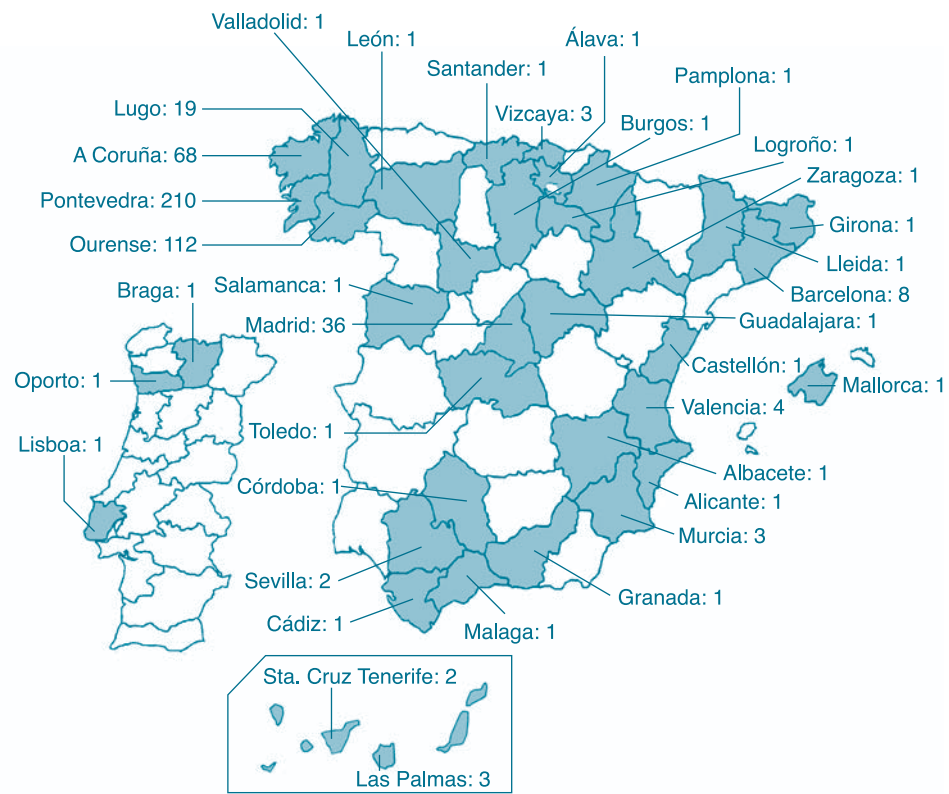 Valladolid: 1
León: 1
Álava: 1
Santander: 1
Pamplona: 1
Lugo: 19
Vizcaya: 3
Burgos: 1
Logroño: 1
A Coruña: 68
Zaragoza: 1
Pontevedra: 210
Girona: 1
Ourense: 112
Lleida: 1
Braga: 1
Salamanca: 1
Barcelona: 8
Madrid: 36
Guadalajara: 1
Castellón: 1
Oporto: 1
Mallorca: 1
Valencia: 4
Toledo: 1
Lisboa: 1
Albacete: 1
Córdoba: 1
Alicante: 1
Murcia: 3
Sevilla: 2
Granada: 1
Cádiz: 1
Malaga: 1
Sta. Cruz Tenerife: 2
Las Palmas: 3